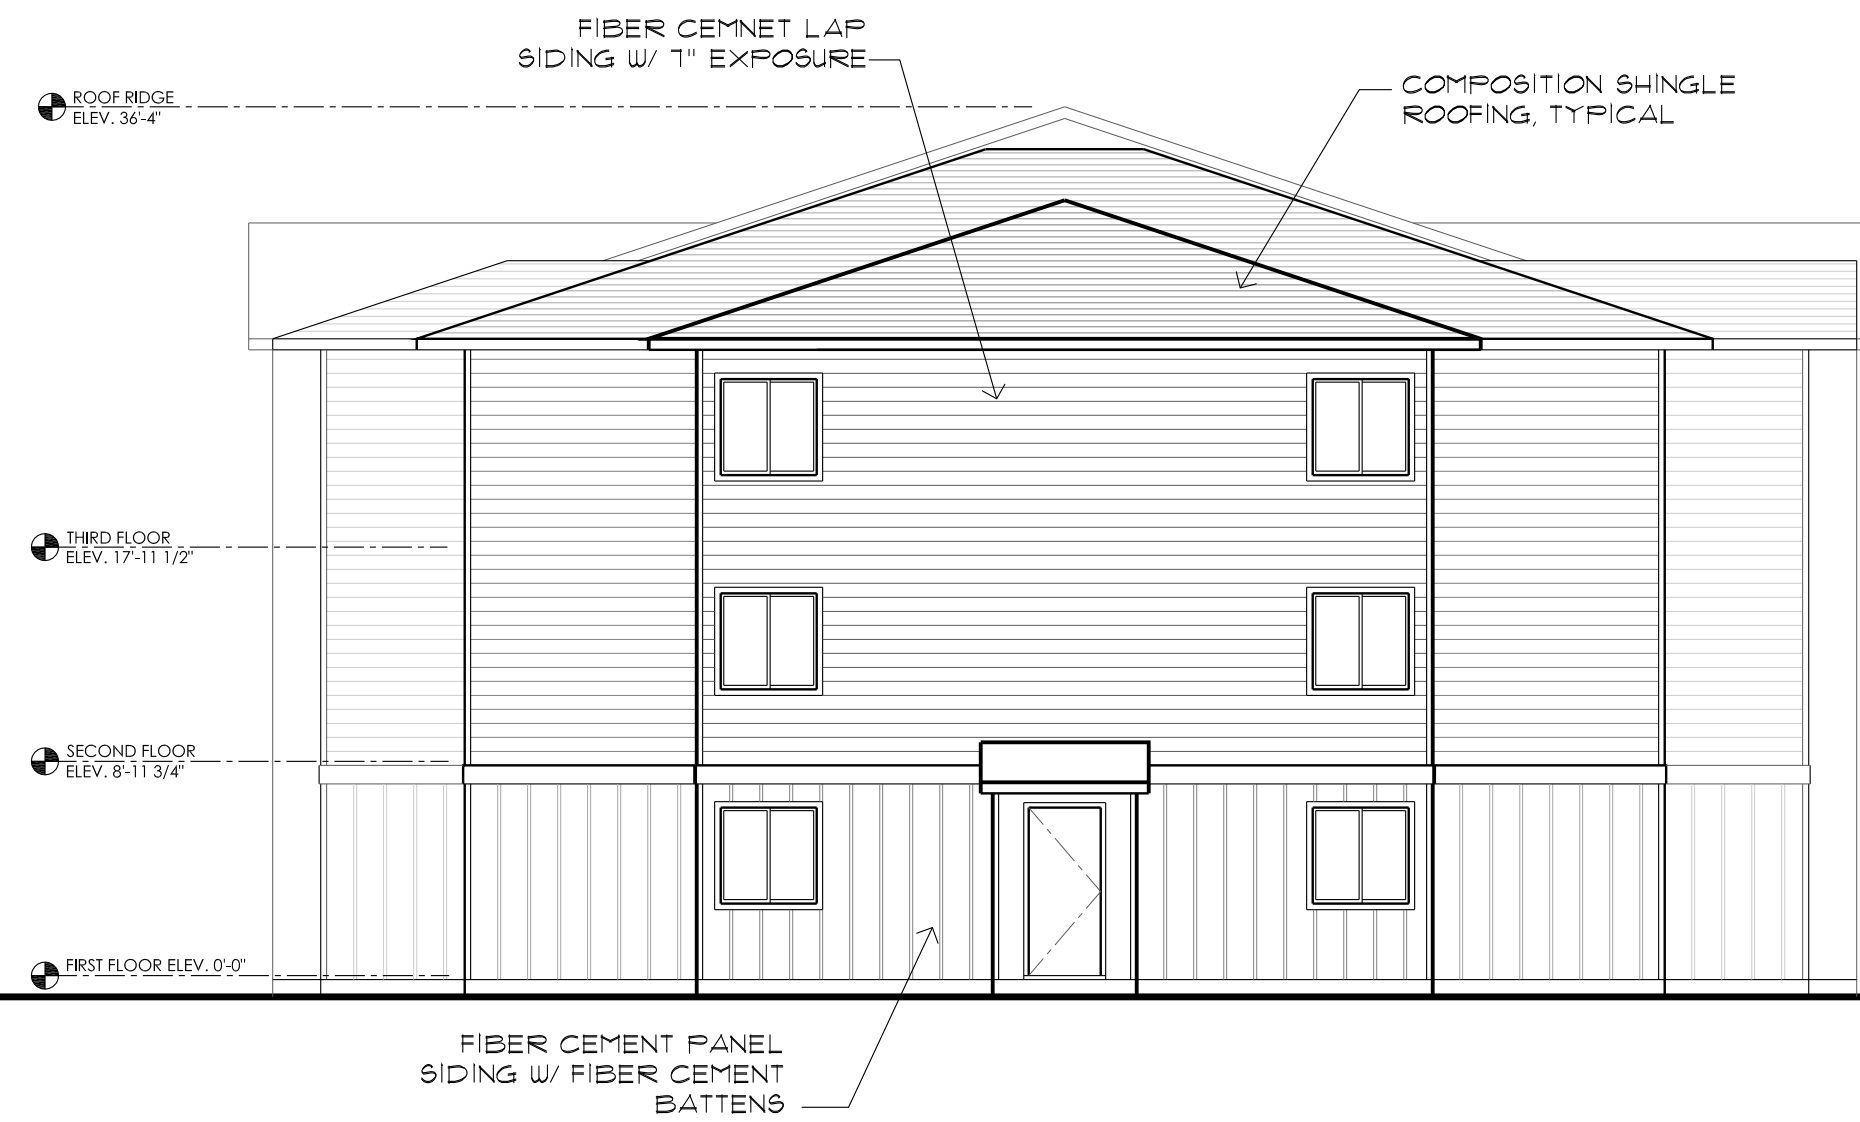 FIBER CEMNET LAP
SIDING W/ 7" EXPOSURE
COMPOSITION SHINGLE
ROOFING, TYPICAL
ROOF RIDGE
ELEV. 36'-4"
THIRD FLOOR
ELEV. 17'-11 1/2"
SECOND FLOOR
ELEV. 8'-11 3/4"
FIRST FLOOR ELEV. 0'-0"
FIBER CEMENT PANEL
SIDING W/ FIBER CEMENT
BATTENS